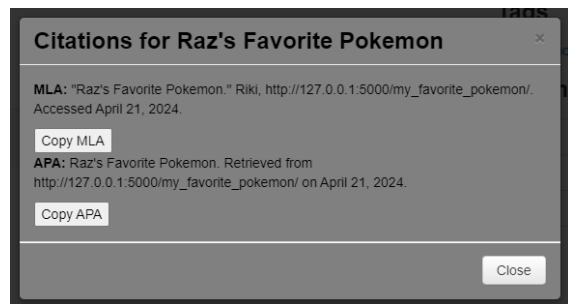 Tags
Citations for Raz's Favorite Pokemon ×
MLA: "Raz's Favorite Pokemon." Riki, http://127.0.0.1:5000/my_favorite_pokemon/.
Accessed April 21, 2024.
Copy MLA
APA: Raz's Favorite Pokemon. Retrieved from
http://127.0.0.1:5000/my_favorite_pokemon/ on April 21, 2024.
Copy APA
Close